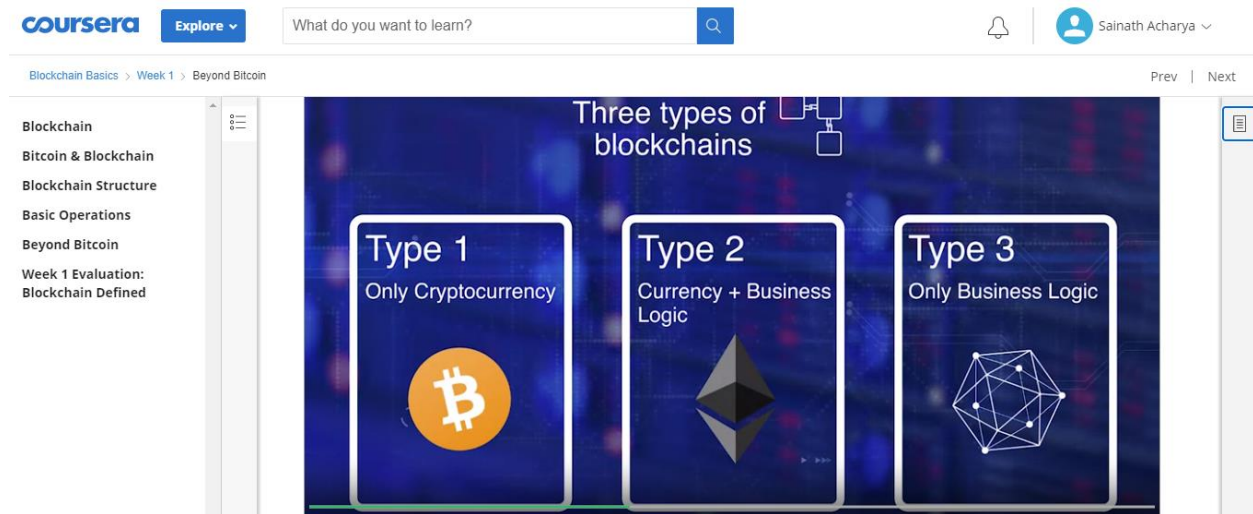 coursera
Explore
What do you want to learn?
Sainath Acharya
Blockchain Basics > Week 1 > Beyond Bitcoin
Prev | Next
Blockchain
Bitcoin & Blockchain
Blockchain Structure
Basic Operations
Beyond Bitcoin
Week 1 Evaluation:
Blockchain Defined
Three types of
blockchains
Type 1
Only Cryptocurrency
Type 2
Currency + Business
Logic
Type 3
Only Business Logic